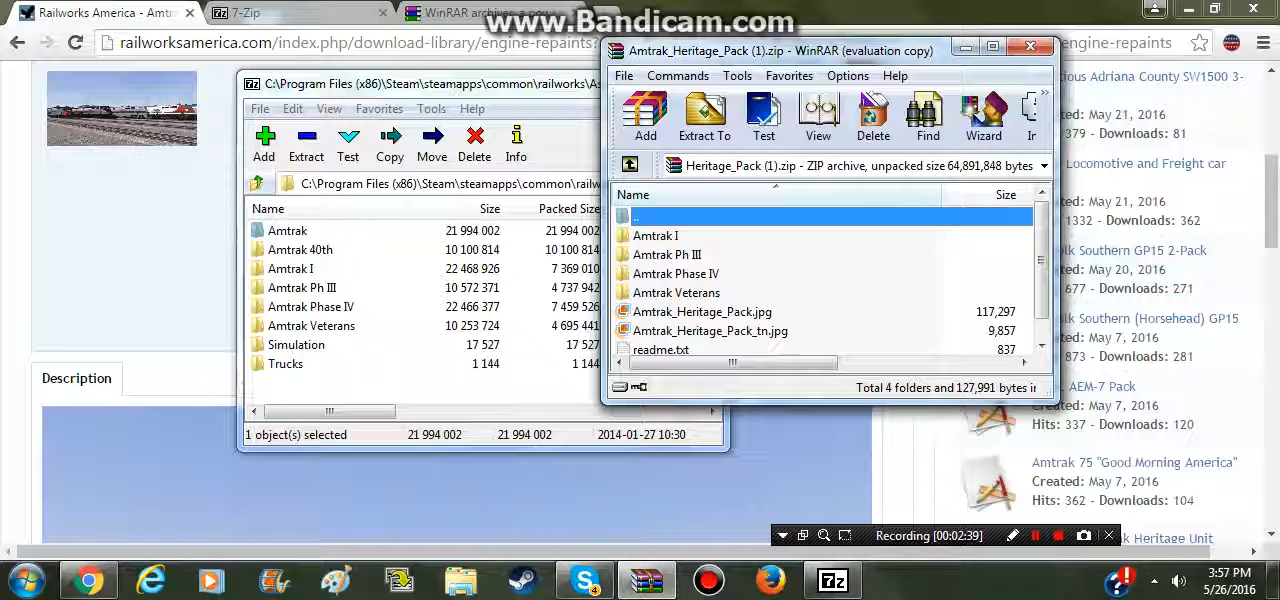 Railworks America - Amtr
7-Zip
WinRAR archiver, a pow
www.Bandicam.com
railworksamerica.com/index.php/download-library/engine-repaints?
engine-repaints
C:\Program Files (x86)\Steam\steamapps\common\railworks\As
File Edit View Favorites Tools Help
Add Extract Test Copy Move Delete Info
C:\Program Files (x86)\Steam\steamapps\common\railw
Name Size Packed Size
Amtrak 21 994 002 21 994 002
Amtrak 40th 10 100 814 10 100 814
Amtrak I 22 468 926 7 369 010
Amtrak Ph III 10 572 371 4 737 942
Amtrak Phase IV 22 466 377 7 459 526
Amtrak Veterans 10 253 724 4 695 441
Simulation 17 527 17 527
Trucks 1 144 1 144
1 object(s) selected 21 994 002 21 994 002 2014-01-27 10:30
Amtrak_Heritage_Pack (1).zip - WinRAR (evaluation copy)
File Commands Tools Favorites Options Help
Add Extract To Test View Delete Find Wizard
Heritage_Pack (1).zip - ZIP archive, unpacked size 64,891,848 bytes
Name Size
..
Amtrak I
Amtrak Ph III
Amtrak Phase IV
Amtrak Veterans
Amtrak_Heritage_Pack.jpg 117,297
Amtrak_Heritage_Pack_tn.jpg 9,857
readme.txt 837
Total 4 folders and 127,991 bytes ir
Description
cious Adriana County SW1500 3-
May 21, 2016
379 - Downloads: 81
Locomotive and Freight car
May 21, 2016
1332 - Downloads: 362
lk Southern GP15 2-Pack
May 20, 2016
677 - Downloads: 271
lk Southern (Horsehead) GP15
May 7, 2016
873 - Downloads: 281
AEM-7 Pack
May 7, 2016
Hits: 337 - Downloads: 120
Amtrak 75 "Good Morning America"
Created: May 7, 2016
Hits: 362 - Downloads: 104
ak Heritage Unit
Recording [00:02:39]
3:57 PM
5/26/2016